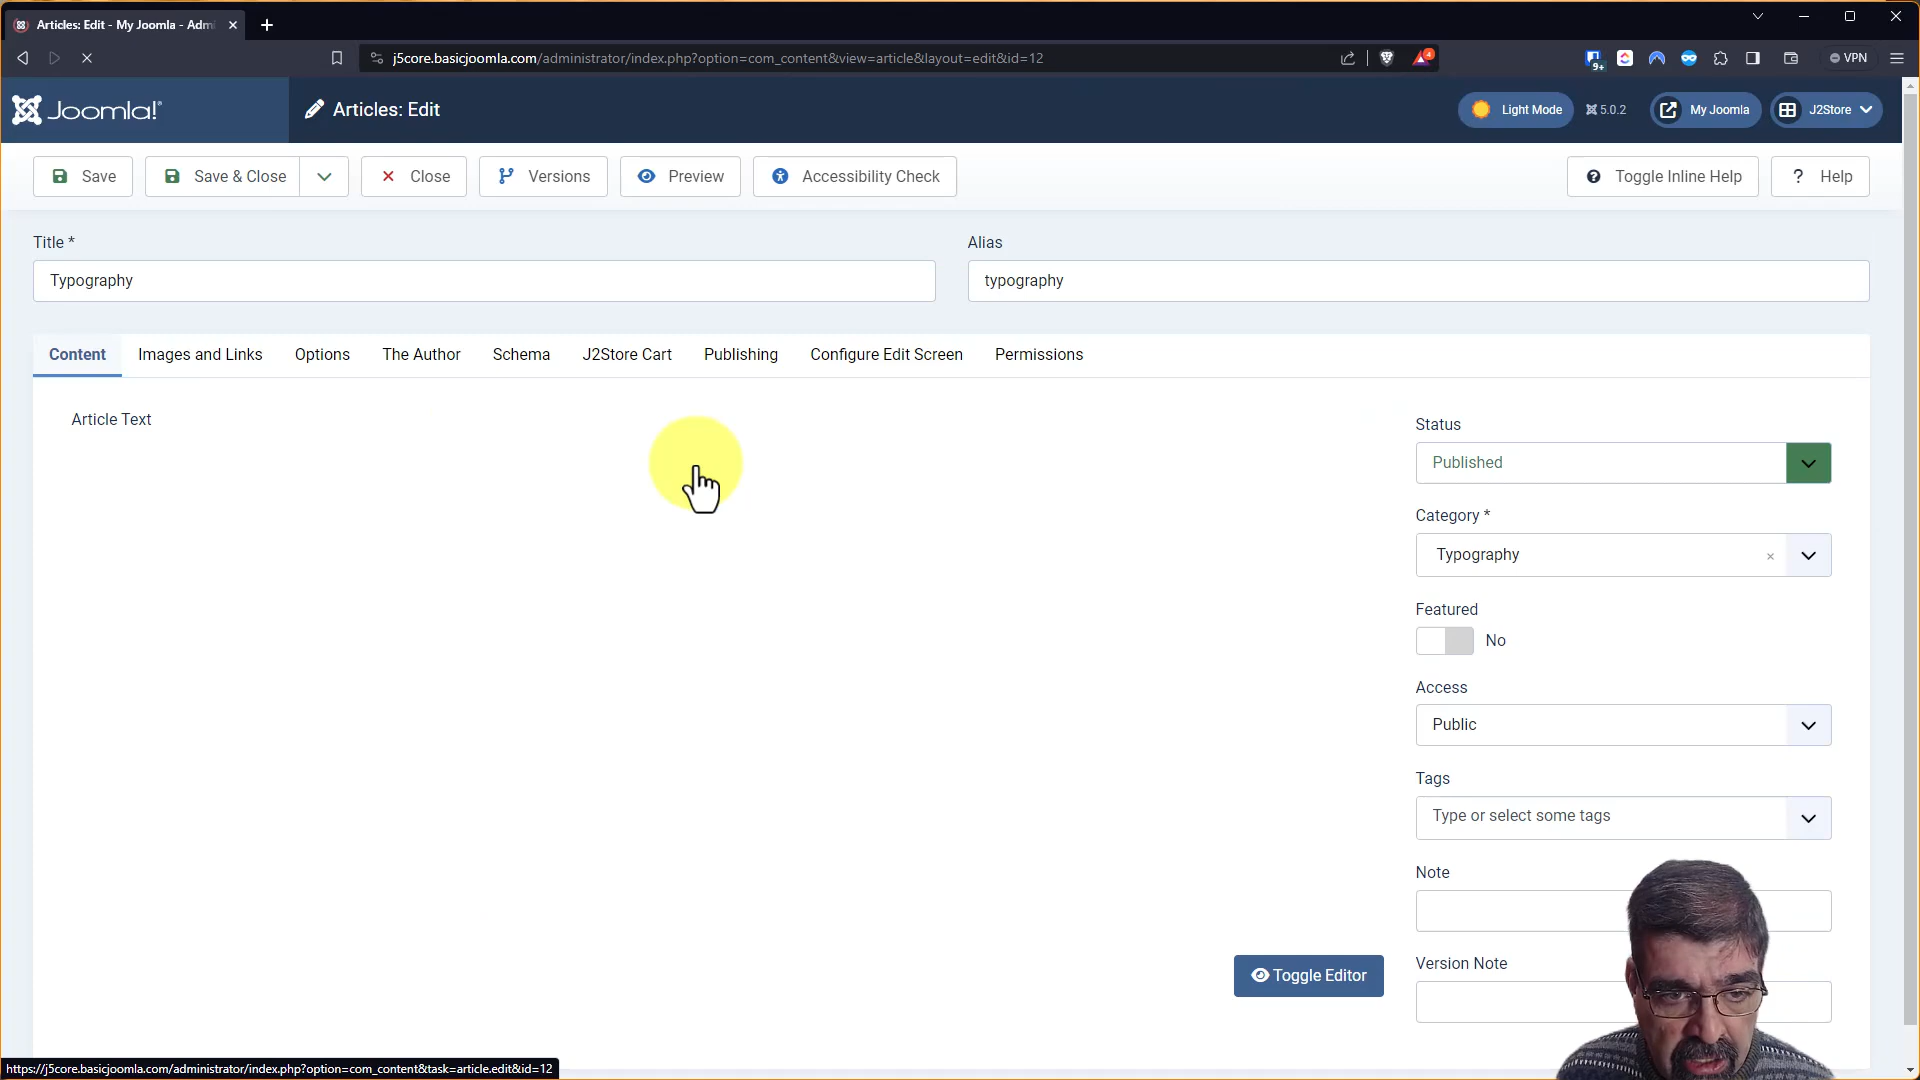 Articles: Edit - My Joomla - Admi
j5core.basicjoomla.com/administrator/index.php?option=com_content&view=article&layout=edit&id=12
4
9+
VPN
Joomla!®
Articles: Edit
Light Mode
5.0.2
My Joomla
J2Store
Save
Save & Close
Close
Versions
Preview
Accessibility Check
Toggle Inline Help
? Help
Title *
Alias
Typography
typography
Content
Images and Links
Options
The Author
Schema
J2Store Cart
Publishing
Configure Edit Screen
Permissions
Article Text
Status
Published
Category *
Typography
Featured
No
Access
Public
Tags
Type or select some tags
Note
Version Note
Toggle Editor
https://j5core.basicjoomla.com/administrator/index.php?option=com_content&task=article.edit&id=12